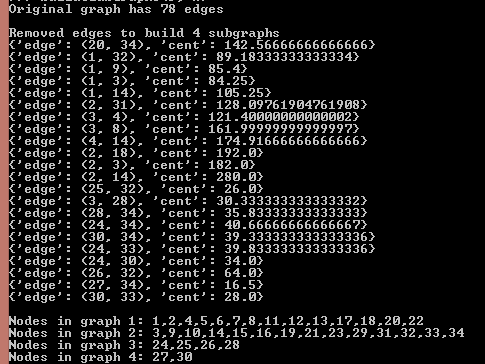 Original graph has 78 edges
Removed edges to build 4 subgraphs
{'edge': (20, 34), 'cent': 142.56666666666666}
{'edge': (1, 32), 'cent': 89.18333333333334}
{'edge': (1, 9), 'cent': 85.4}
{'edge': (1, 3), 'cent': 84.25}
{'edge': (1, 14), 'cent': 105.25}
{'edge': (2, 31), 'cent': 128.09761904761908}
{'edge': (3, 4), 'cent': 121.40000000000002}
{'edge': (3, 8), 'cent': 161.99999999999997}
{'edge': (4, 14), 'cent': 174.91666666666666}
{'edge': (2, 18), 'cent': 192.0}
{'edge': (2, 3), 'cent': 182.0}
{'edge': (2, 14), 'cent': 280.0}
{'edge': (25, 32), 'cent': 26.0}
{'edge': (3, 28), 'cent': 30.333333333333332}
{'edge': (28, 34), 'cent': 35.83333333333333}
{'edge': (24, 34), 'cent': 40.66666666666667}
{'edge': (30, 34), 'cent': 39.333333333333336}
{'edge': (24, 33), 'cent': 39.833333333333336}
{'edge': (24, 30), 'cent': 34.0}
{'edge': (26, 32), 'cent': 64.0}
{'edge': (27, 34), 'cent': 16.5}
{'edge': (30, 33), 'cent': 28.0}
Nodes in graph 1: 1,2,4,5,6,7,8,11,12,13,17,18,20,22
Nodes in graph 2: 3,9,10,14,15,16,19,21,23,29,31,32,33,34
Nodes in graph 3: 24,25,26,28
Nodes in graph 4: 27,30